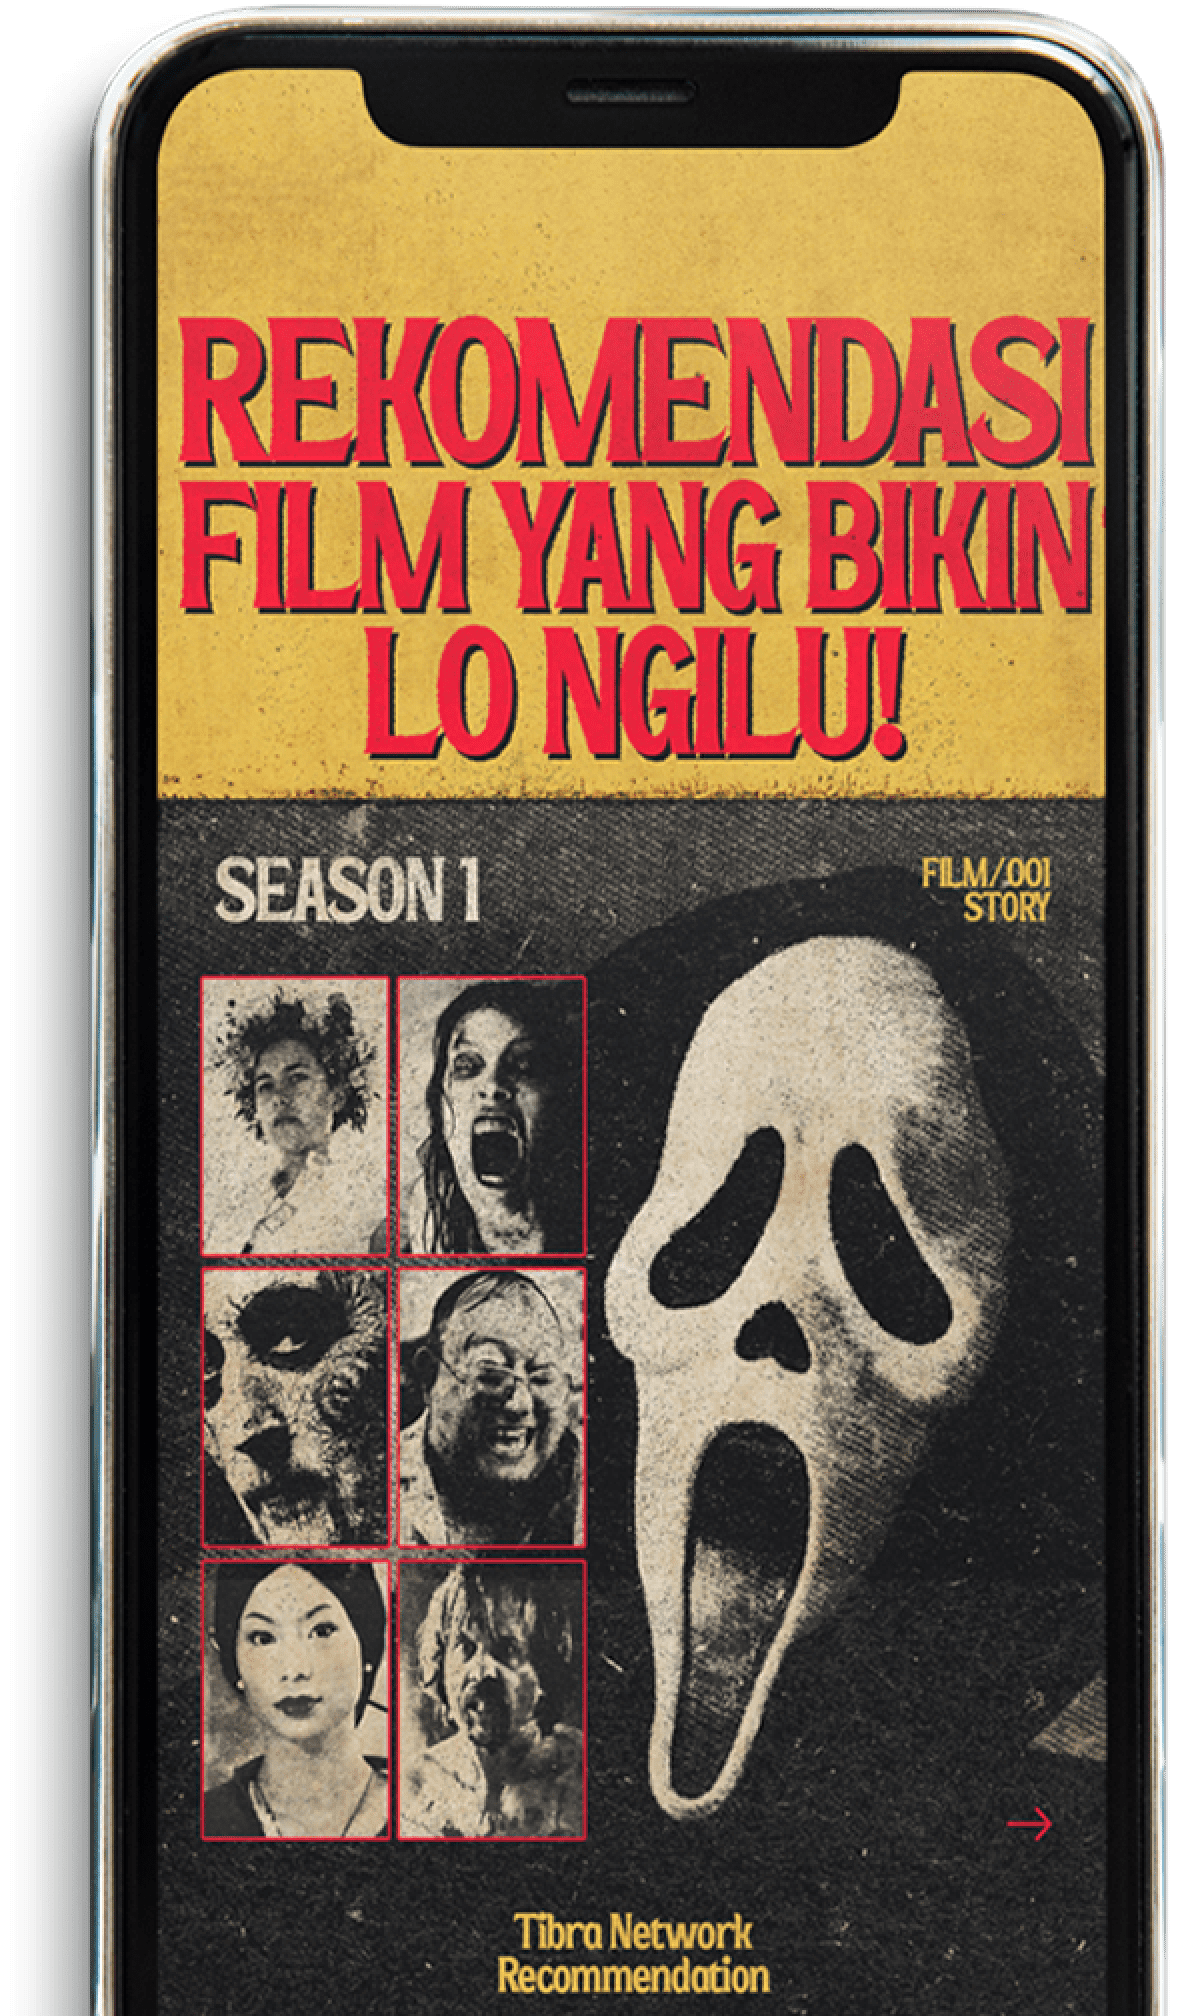 REKOMENDASI
FILM YANG BIKIN
LO NGILU!
SEASON 1
FILM/.001
STORY
Tibra Network
Recommendation